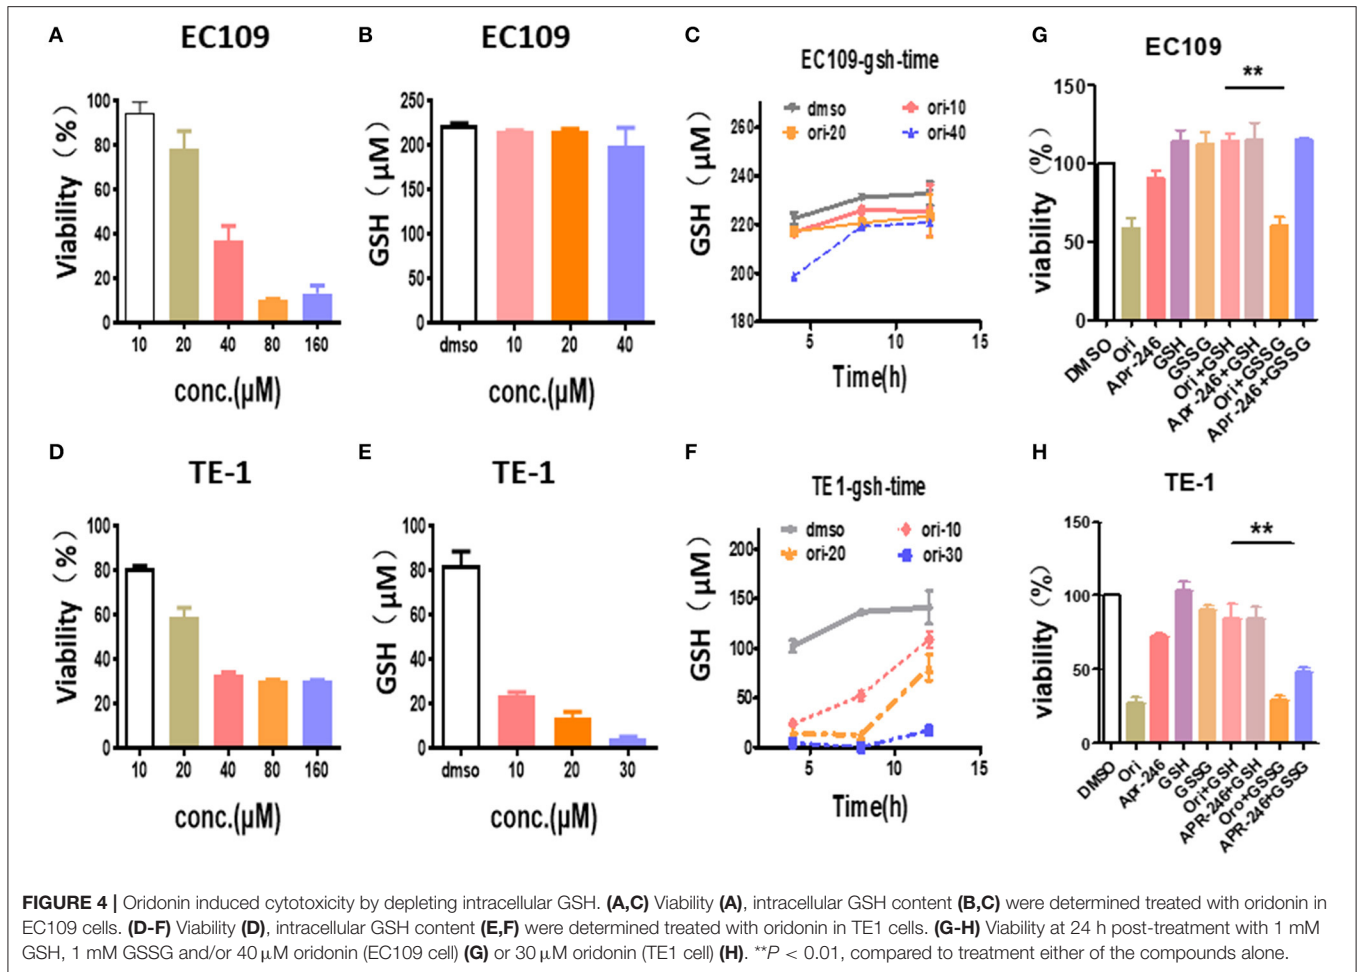 A
EC109
Viability (%)
100
80
60
40
20
0
10 20 40 80 160
conc.(µM)
B
EC109
GSH (µM)
250
200
150
100
50
0
dmso 10 20 40
conc.(µM)
C
EC109-gsh-time
dmso ori-10
ori-20 ori-40
GSH (µM)
260
240
220
200
180
5 10 15
Time(h)
G
EC109
**
viability (%)
150
100
50
0
DMSO
Ori
Apr-246
GSH
GSSG
Ori+GSH
Apr-246+GSH
Ori+GSSG
Apr-246+GSSG
D
TE-1
Viability (%)
100
80
60
40
20
0
10 20 40 80 160
conc.(µM)
E
TE-1
GSH (µM)
100
80
60
40
20
0
dmso 10 20 30
conc.(µM)
F
TE1-gsh-time
dmso ori-10
ori-20 ori-30
GSH (µM)
200
150
100
50
0
5 10 15
Time(h)
H
TE-1
**
viability (%)
150
100
50
0
DMSO
Ori
Apr-246
GSH
GSSG
Ori+GSH
APR-246+GSH
Oro+GSSG
APR-246+GSSG
FIGURE 4 | Oridonin induced cytotoxicity by depleting intracellular GSH. (A,C) Viability (A), intracellular GSH content (B,C) were determined treated with oridonin in
EC109 cells. (D-F) Viability (D), intracellular GSH content (E,F) were determined treated with oridonin in TE1 cells. (G-H) Viability at 24 h post-treatment with 1 mM
GSH, 1 mM GSSG and/or 40 µM oridonin (EC109 cell) (G) or 30 µM oridonin (TE1 cell) (H). **P < 0.01, compared to treatment either of the compounds alone.